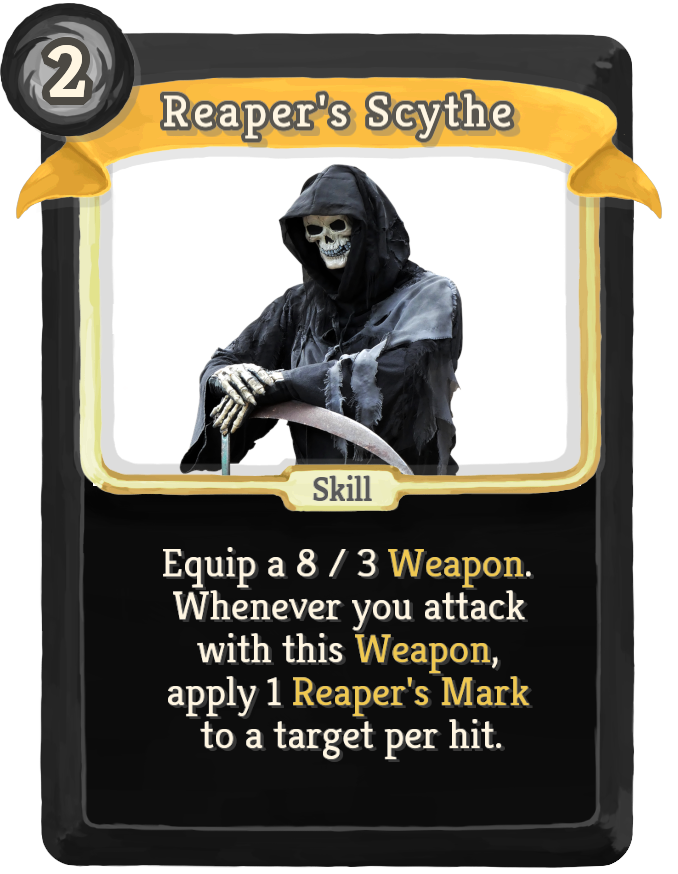 2
Reaper's Scythe
Skill
Equip a 8 / 3 Weapon.
Whenever you attack
with this Weapon,
apply 1 Reaper's Mark
to a target per hit.